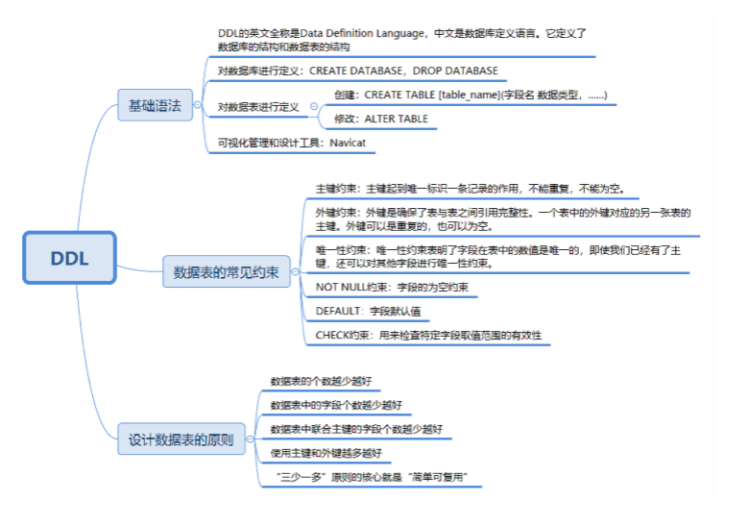 DDL
基础语法
DDL的英文全称是Data Definition Language，中文是数据库定义语言。它定义了
数据库的结构和数据表的结构
对数据库进行定义：CREATE DATABASE，DROP DATABASE
对数据表进行定义
创建：CREATE TABLE [table_name](字段名 数据类型，......)
修改：ALTER TABLE
可视化管理和设计工具：Navicat
数据表的常见约束
主键约束：主键起到唯一标识一条记录的作用，不能重复，不能为空。
外键约束：外键是确保了表与表之间引用完整性。一个表中的外键对应的另一张表的
主键。外键可以是重复的，也可以为空。
唯一性约束：唯一性约束表明了字段在表中的数值是唯一的，即使我们已经有了主
键，还可以对其他字段进行唯一性约束。
NOT NULL约束：字段的为空约束
DEFAULT：字段默认值
CHECK约束：用来检查特定字段取值范围的有效性
设计数据表的原则
数据表的个数越少越好
数据表中的字段个数越少越好
数据表中联合主键的字段个数越少越好
使用主键和外键越多越好
“三少一多”原则的核心就是“简单可复用”